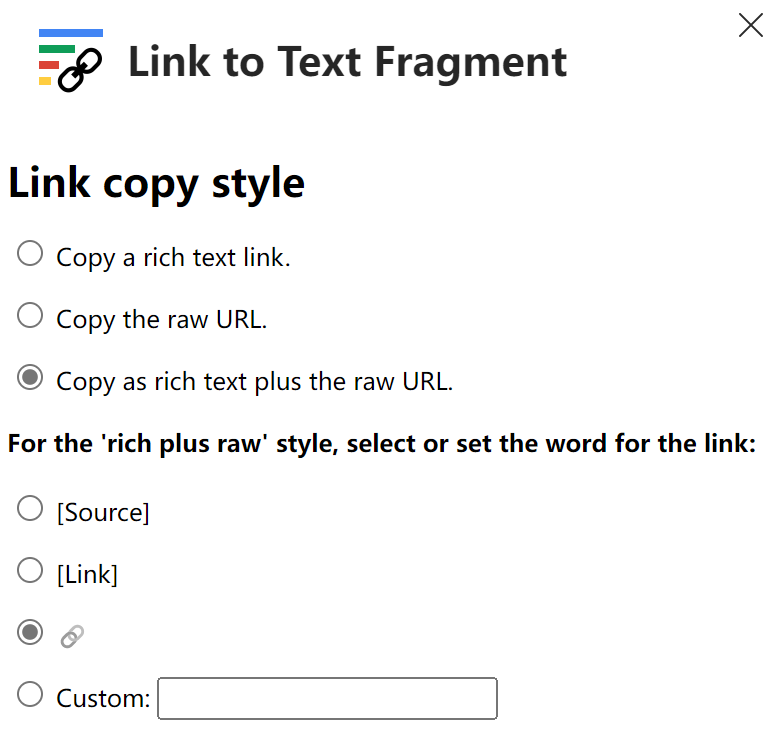 Link to Text Fragment
Link copy style
Copy a rich text link.
Copy the raw URL.
Copy as rich text plus the raw URL.
For the 'rich plus raw' style, select or set the word for the link:
[Source]
[Link]
🔗
Custom: